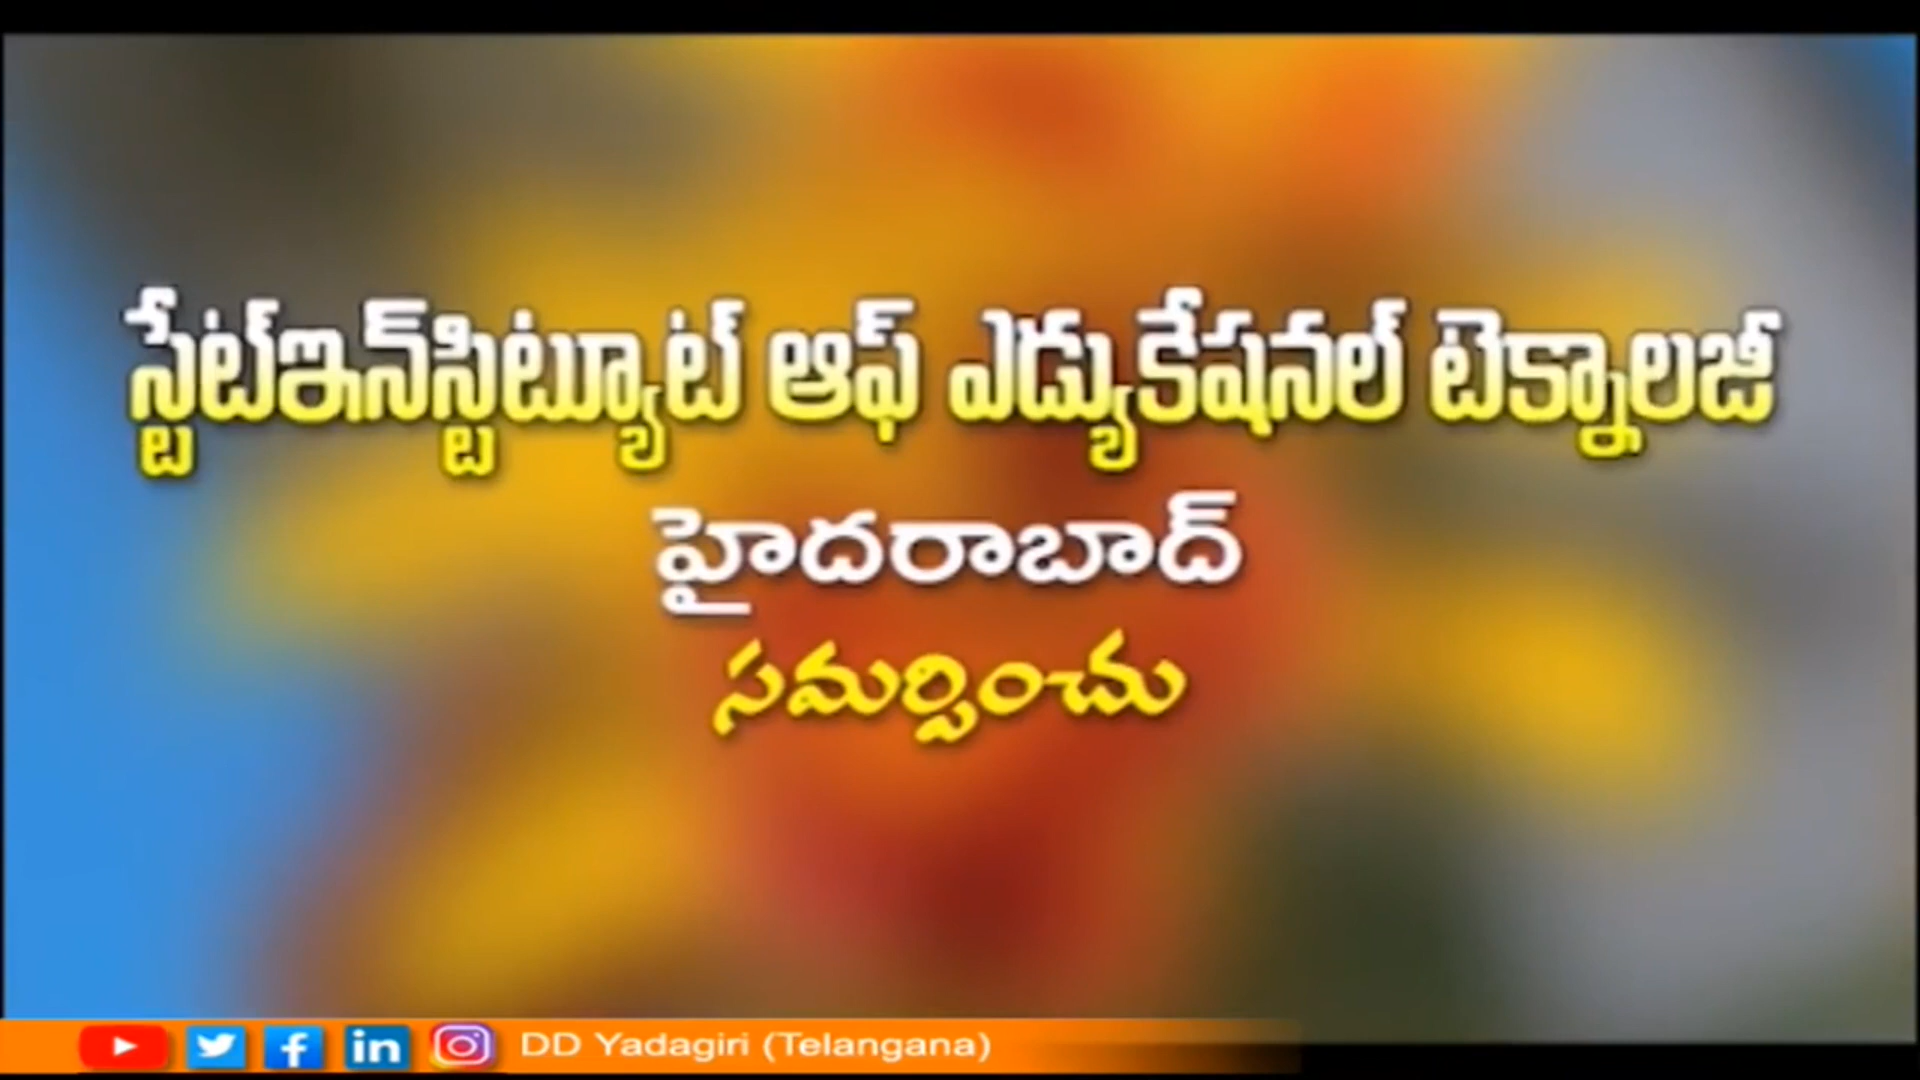 స్టేట్ఇన్‌స్టిట్యూట్ ఆఫ్ ఎడ్యుకేషనల్ టెక్నాలజీ
హైదరాబాద్
సమర్పించు
DD Yadagiri (Telangana)